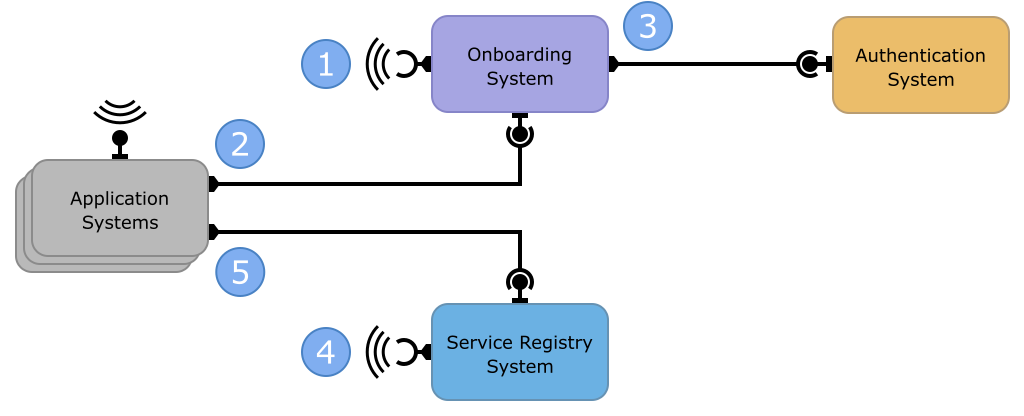 1
Onboarding
System
3
Authentication
System
2
Application
Systems
5
4
Service Registry
System